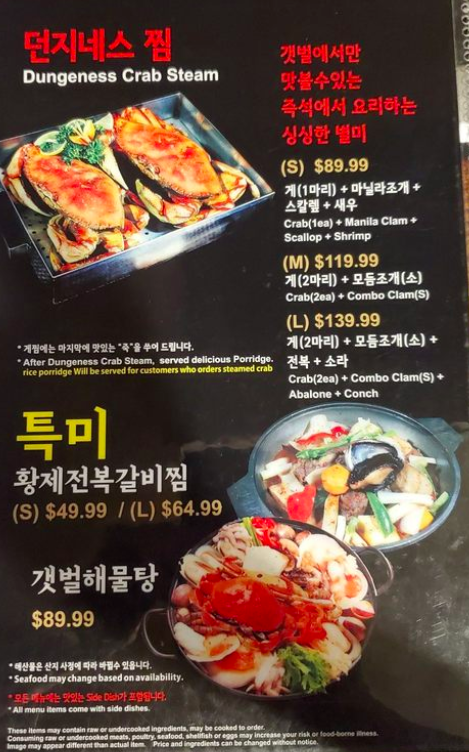 던지네스 찜
Dungeness Crab Steam
갯벌에서만
맛볼수있는
즉석에서 요리하는
싱싱한 별미
(S) $89.99
게(1마리) + 마닐라조개 +
스칼렆 + 새우
Crab(1ea) + Manila Clam +
Scallop + Shrimp
(M) $119.99
게(2마리) + 모듬조개(소)
Crab(2ea) + Combo Clam(S)
(L) $139.99
게(2마리) + 모듬조개(소) +
전복 + 소라
Crab(2ea) + Combo Clam(S) +
Abalone + Conch
* 게찜에는 마지막에 맛있는 "죽"을 쑤어 드립니다.
* After Dungeness Crab Steam, served delicious Porridge.
rice porridge Will be served for customers who orders steamed crab
특미
황제전복갈비찜
(S) $49.99 / (L) $64.99
갯벌해물탕
$89.99
* 해산물은 산지 사정에 따라 바뀔수 있읍니다.
* Seafood may change based on availability.
* 모든 메뉴에는 맛있는 Side Dish가 포함됩니다.
* All menu items come with side dishes.
These items may contain raw or undercooked ingredients, may be cooked to order.
Consuming raw or undercooked meats, poultry, seafood, shellfish or eggs may increase your risk or food-borne illness.
Image may appear different than actual item. Price and ingredients can be changed without notice.